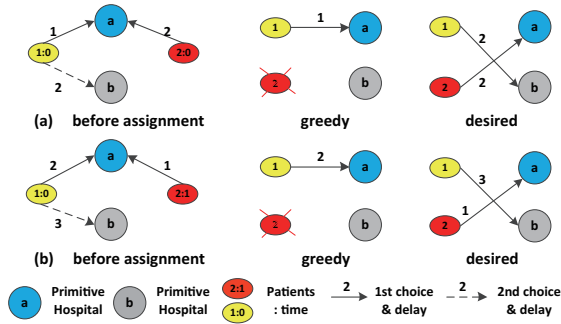 1 a 2 1 1 a 1 2 a
1:0 2:0
2 b 2 b 2 2 b
(a) before assignment greedy desired
2 a 1 1 2 a 1 3 a
1:0 2:1
3 b 2 b 2 1 b
(b) before assignment greedy desired
a Primitive Hospital b Primitive Hospital 2:1 1:0 Patients : time 2 1st choice & delay 2 2nd choice & delay